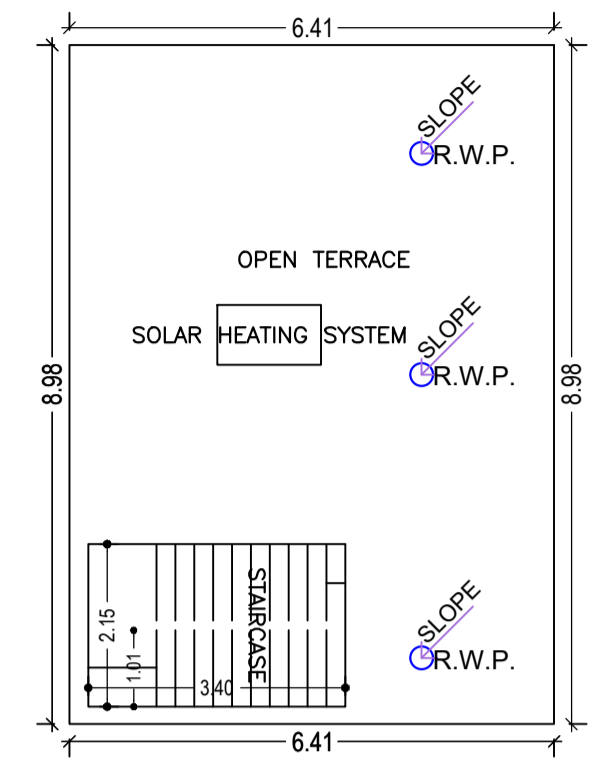 6.41
SLOPE
R.W.P.
OPEN TERRACE
SOLAR HEATING SYSTEM
SLOPE
R.W.P.
8.98
8.98
STAIRCASE
2.15
1.01
3.40
SLOPE
R.W.P.
6.41